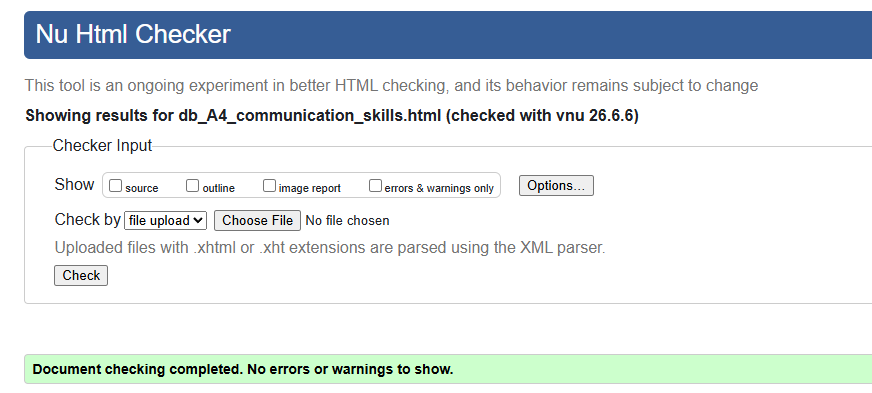 Nu Html Checker
This tool is an ongoing experiment in better HTML checking, and its behavior remains subject to change
Showing results for db_A4_communication_skills.html (checked with vnu 26.6.6)
Checker Input
Show source outline image report errors & warnings only Options...
Check by file upload Choose File No file chosen
Uploaded files with .xhtml or .xht extensions are parsed using the XML parser.
Check
Document checking completed. No errors or warnings to show.